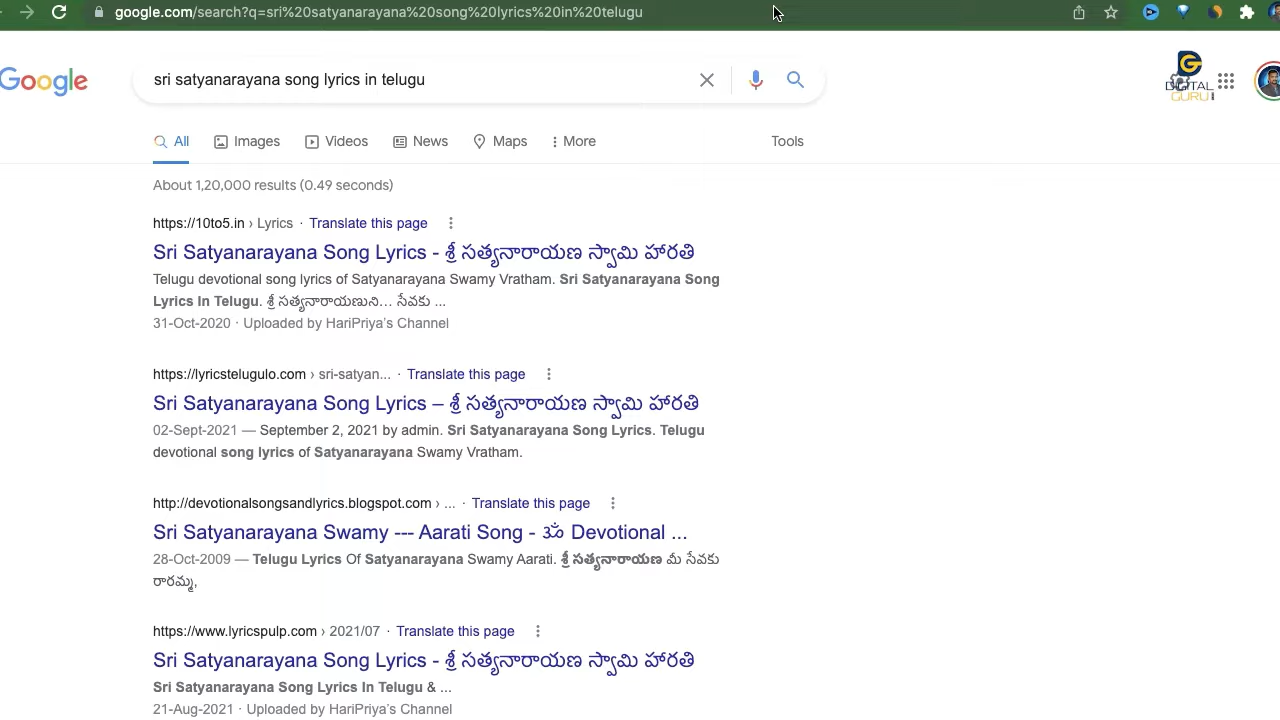 google.com/search?q=sri%20satyanarayana%20song%20lyrics%20in%20telugu
Google
sri satyanarayana song lyrics in telugu
DIGITAL
GURU
All Images Videos News Maps More Tools
About 1,20,000 results (0.49 seconds)
https://10to5.in › Lyrics · Translate this page
Sri Satyanarayana Song Lyrics - శ్రీ సత్యనారాయణ స్వామి హారతి
Telugu devotional song lyrics of Satyanarayana Swamy Vratham. Sri Satyanarayana Song
Lyrics In Telugu. శ్రీ సత్యనారాయణుని… సేవకు ...
31-Oct-2020 · Uploaded by HariPriya's Channel
https://lyricstelugulo.com › sri-satyan... · Translate this page
Sri Satyanarayana Song Lyrics – శ్రీ సత్యనారాయణ స్వామి హారతి
02-Sept-2021 — September 2, 2021 by admin. Sri Satyanarayana Song Lyrics. Telugu
devotional song lyrics of Satyanarayana Swamy Vratham.
http://devotionalsongsandlyrics.blogspot.com › ... · Translate this page
Sri Satyanarayana Swamy --- Aarati Song - ॐ Devotional ...
28-Oct-2009 — Telugu Lyrics Of Satyanarayana Swamy Aarati. శ్రీ సత్యనారాయణ మీ సేవకు
రారమ్మ,
https://www.lyricspulp.com › 2021/07 · Translate this page
Sri Satyanarayana Song Lyrics - శ్రీ సత్యనారాయణ స్వామి హారతి
Sri Satyanarayana Song Lyrics In Telugu & ...
21-Aug-2021 · Uploaded by HariPriya's Channel